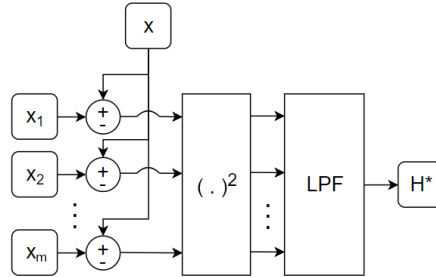 x
x₁
+
-
x₂
+
-
⋮
⋮
⋮
xₘ
+
-
( . )²
LPF
H*